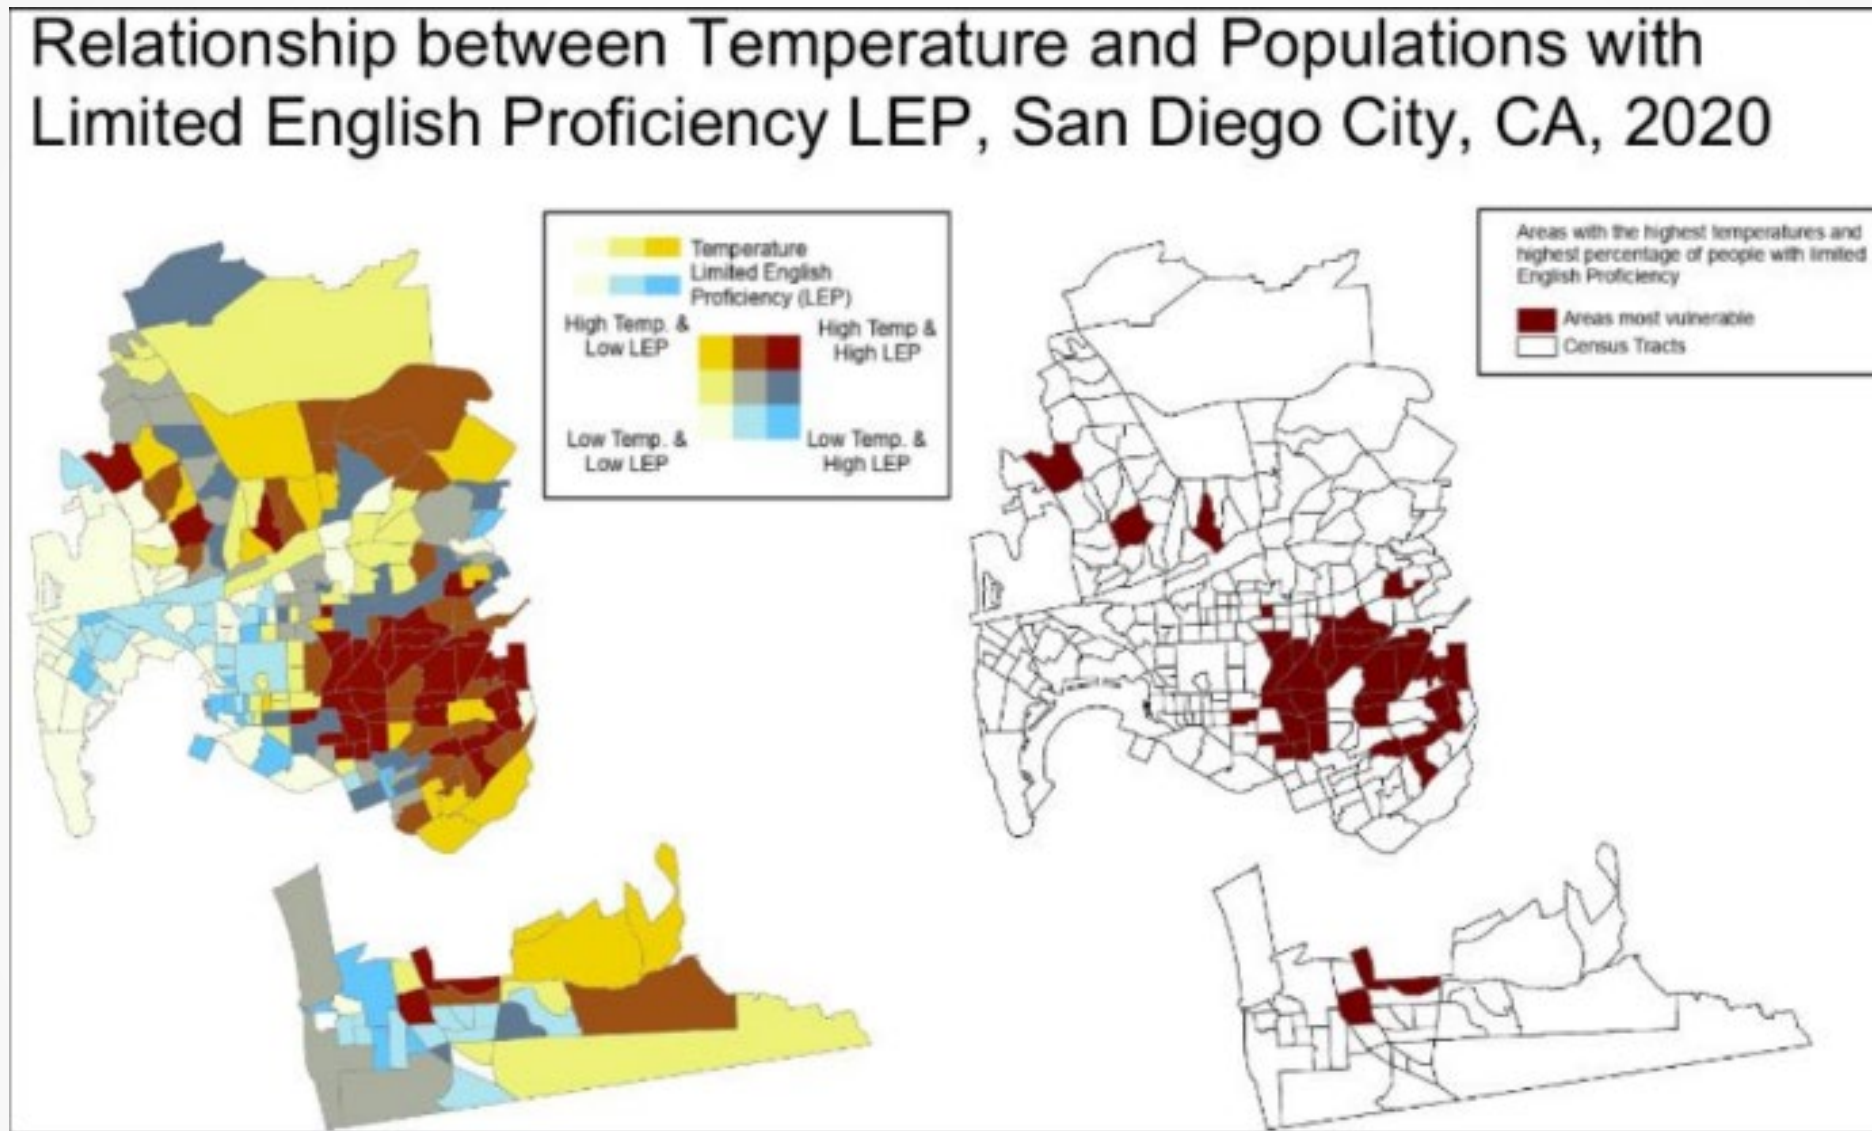 Relationship between Temperature and Populations with
Limited English Proficiency LEP, San Diego City, CA, 2020
Temperature
Limited English
Proficiency (LEP)
High Temp. &
Low LEP
High Temp &
High LEP
Low Temp. &
Low LEP
Low Temp. &
High LEP
Areas with the highest temperatures and
highest percentage of people with limited
English Proficiency
Areas most vulnerable
Census Tracts